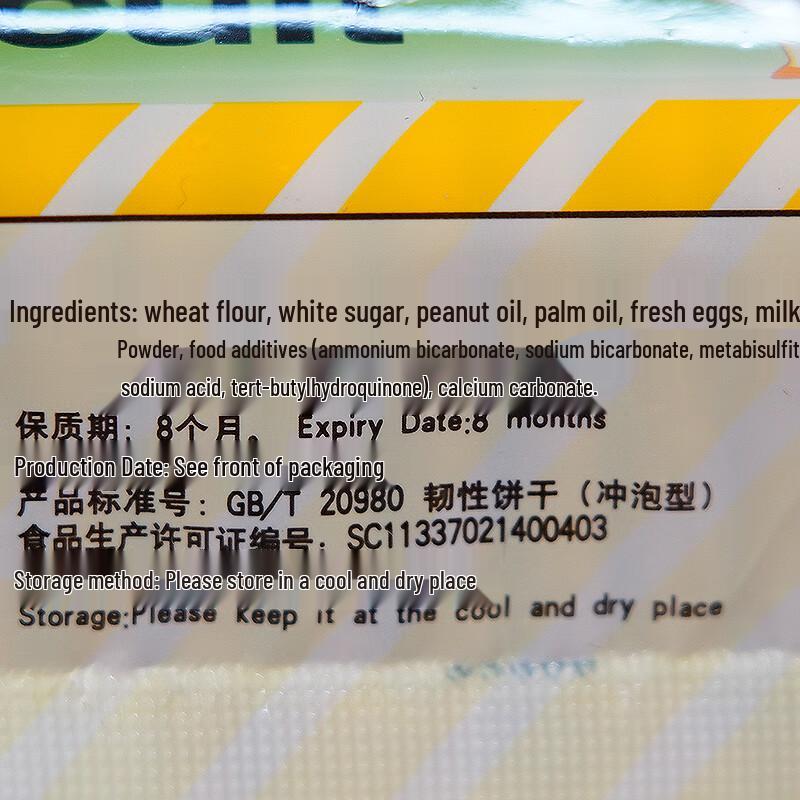 Ingredients: wheat flour, white sugar, peanut oil, palm oil, fresh eggs, milk
Powder, food additives (ammonium bicarbonate, sodium bicarbonate, metabisulfit
sodium acid, tert-butylhydroquinone), calcium carbonate.
保质期：8个月。 Expiry Date:8 months
Production Date: See front of packaging
产品标准号：GB/T 20980 韧性饼干（冲泡型）
食品生产许可证编号：SC11337021400403
Storage method: Please store in a cool and dry place
Storage:Please Keep it at the cool and dry place